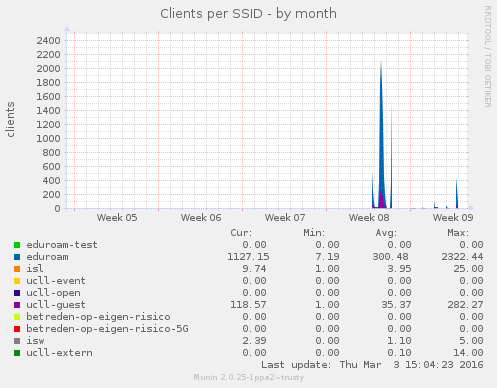 Clients per SSID - by month
RRDTOOL / TOBI OETIKER
clients
2400
2200
2000
1800
1600
1400
1200
1000
800
600
400
200
0
Week 05 Week 06 Week 07 Week 08 Week 09
Cur: Min: Avg: Max:
eduroam-test 0.00 0.00 0.00 0.00
eduroam 1127.15 7.19 300.48 2322.44
isl 9.74 1.00 3.95 25.00
ucll-event 0.00 0.00 0.00 0.00
ucll-open 0.00 0.00 0.00 0.00
ucll-guest 118.57 1.00 35.37 282.27
betreden-op-eigen-risico 0.00 0.00 0.00 0.00
betreden-op-eigen-risico-5G 0.00 0.00 0.00 0.00
isw 2.39 0.00 1.10 5.00
ucll-extern 0.00 0.00 0.10 14.00
Last update: Thu Mar 3 15:04:23 2016
Munin 2.0.25-1ppa2~trusty